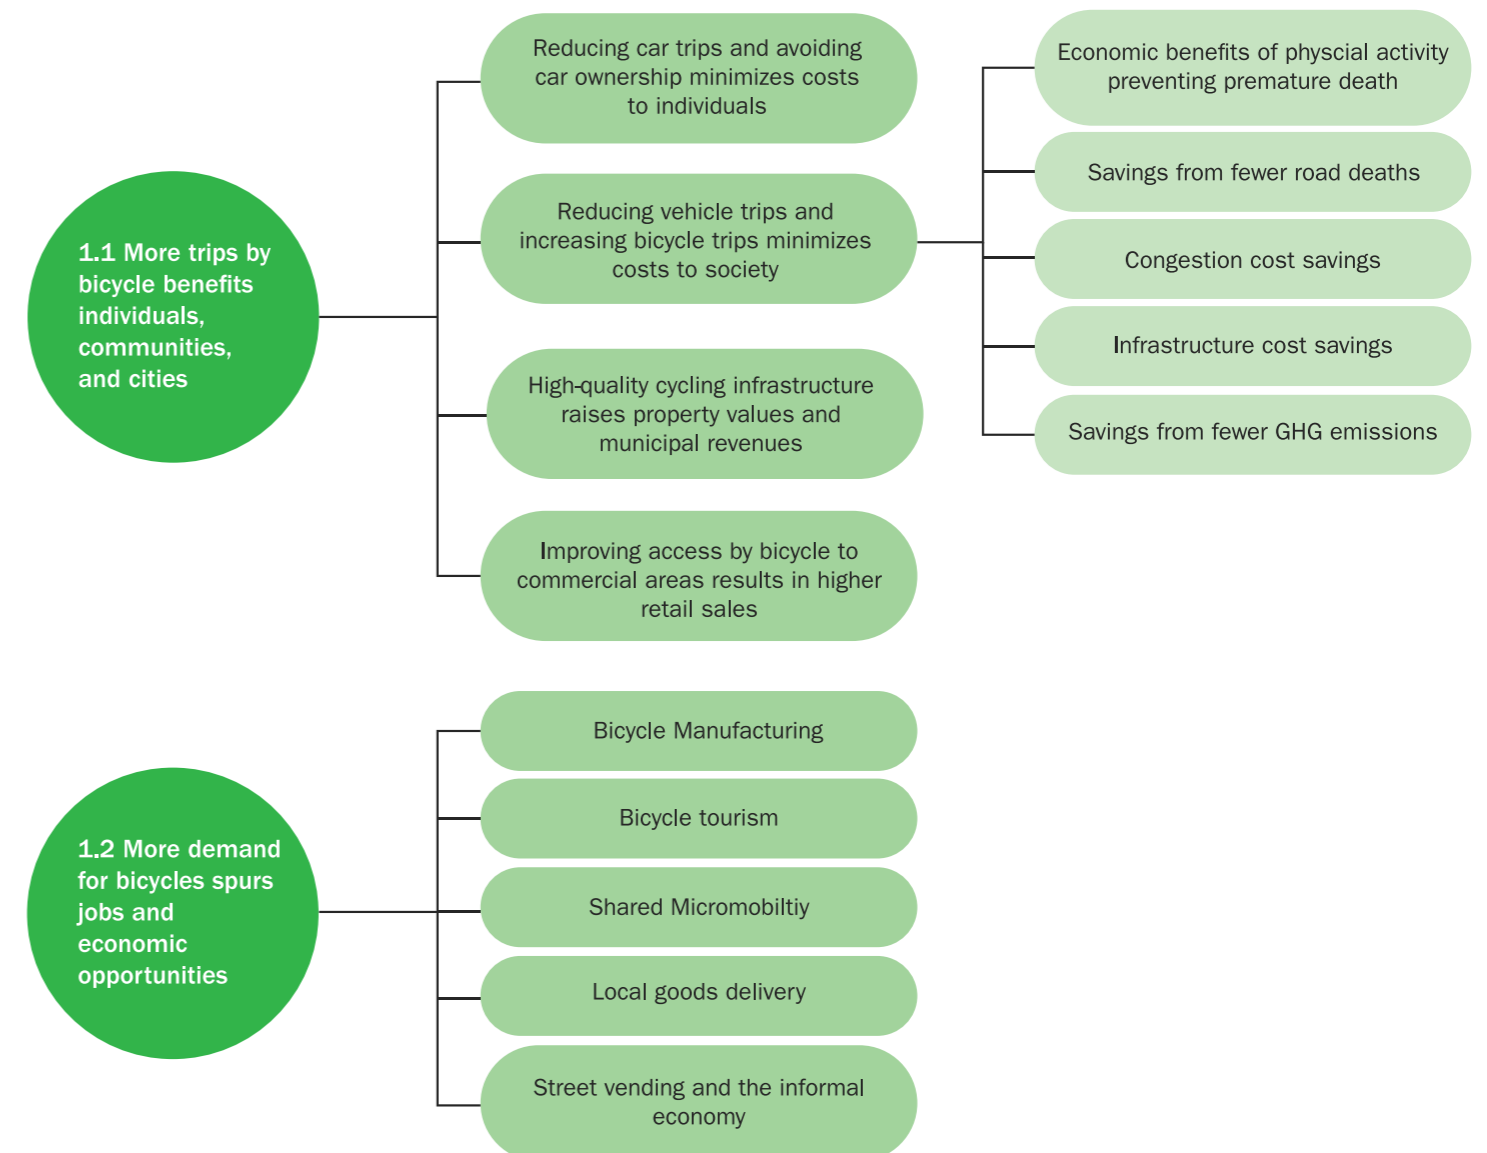 1.1 More trips by
bicycle benefits
individuals,
communities,
and cities
Reducing car trips and avoiding
car ownership minimizes costs
to individuals
Reducing vehicle trips and
increasing bicycle trips minimizes
costs to society
High-quality cycling infrastructure
raises property values and
municipal revenues
Improving access by bicycle to
commercial areas results in higher
retail sales
Economic benefits of physcial activity
preventing premature death
Savings from fewer road deaths
Congestion cost savings
Infrastructure cost savings
Savings from fewer GHG emissions
1.2 More demand
for bicycles spurs
jobs and
economic
opportunities
Bicycle Manufacturing
Bicycle tourism
Shared Micromobiltiy
Local goods delivery
Street vending and the informal
economy